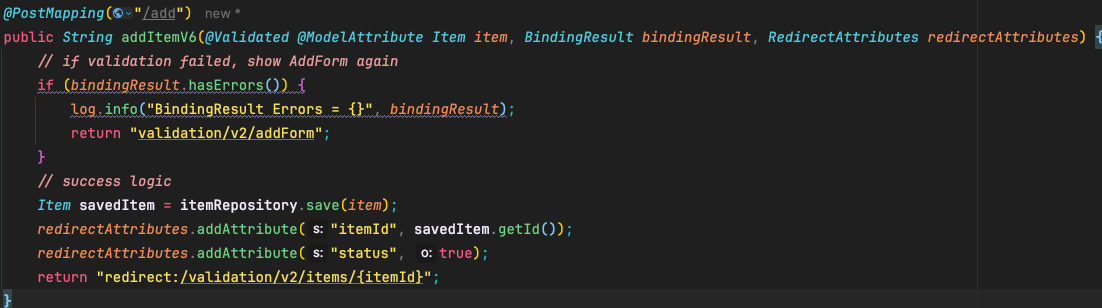 @PostMapping("/add") new *
public String addItemV6(@Validated @ModelAttribute Item item, BindingResult bindingResult, RedirectAttributes redirectAttributes) {
// if validation failed, show AddForm again
if (bindingResult.hasErrors()) {
log.info("BindingResult Errors = {}", bindingResult);
return "validation/v2/addForm";
}
// success logic
Item savedItem = itemRepository.save(item);
redirectAttributes.addAttribute( s: "itemId", savedItem.getId());
redirectAttributes.addAttribute( s: "status", o: true);
return "redirect:/validation/v2/items/{itemId}";
}